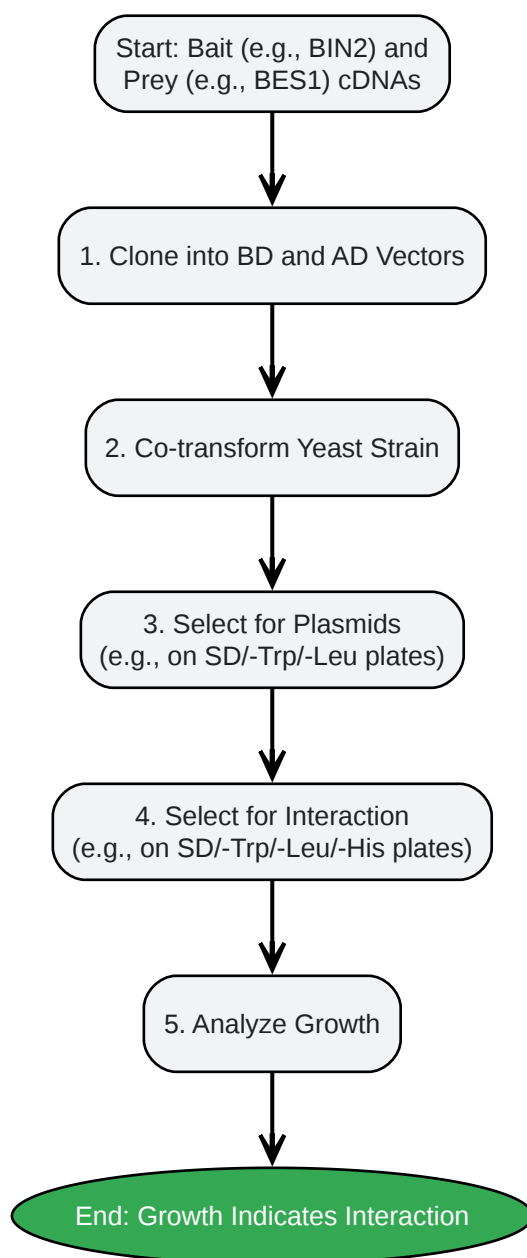 Start: Bait (e.g., BIN2) and
Prey (e.g., BES1) cDNAs
1. Clone into BD and AD Vectors
2. Co-transform Yeast Strain
3. Select for Plasmids
(e.g., on SD/-Trp/-Leu plates)
4. Select for Interaction
(e.g., on SD/-Trp/-Leu/-His plates)
5. Analyze Growth
End: Growth Indicates Interaction